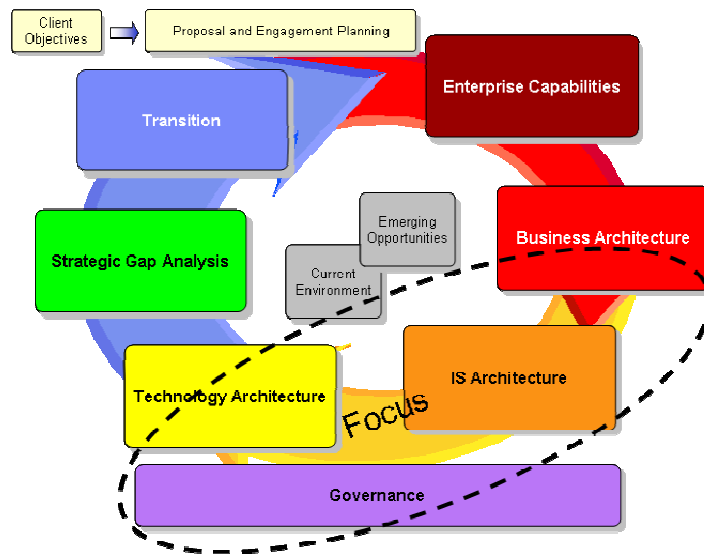 Client
Objectives
Proposal and Engagement Planning
Enterprise Capabilities
Transition
Emerging
Opportunities
Business Architecture
Strategic Gap Analysis
Current
Environment
IS Architecture
Technology Architecture
Focus
Governance